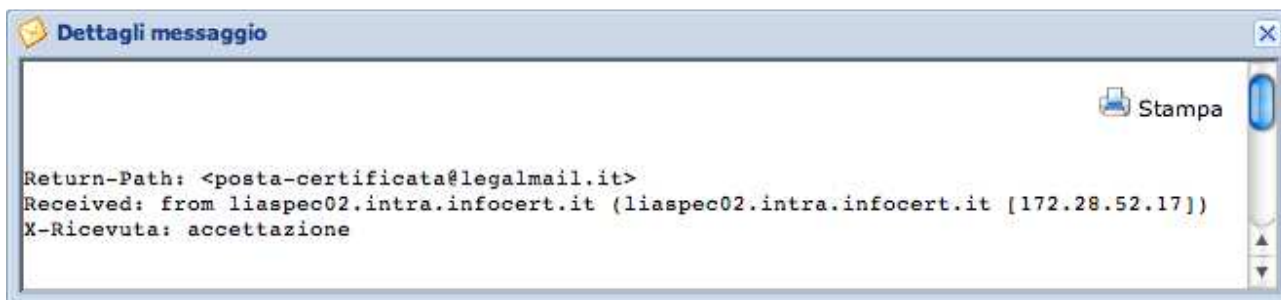 Dettagli messaggio
Stampa
Return-Path: <posta-certificata@legalmail.it>
Received: from liaspec02.intra.infocert.it (liaspec02.intra.infocert.it [172.28.52.17])
X-Ricevuta: accettazione